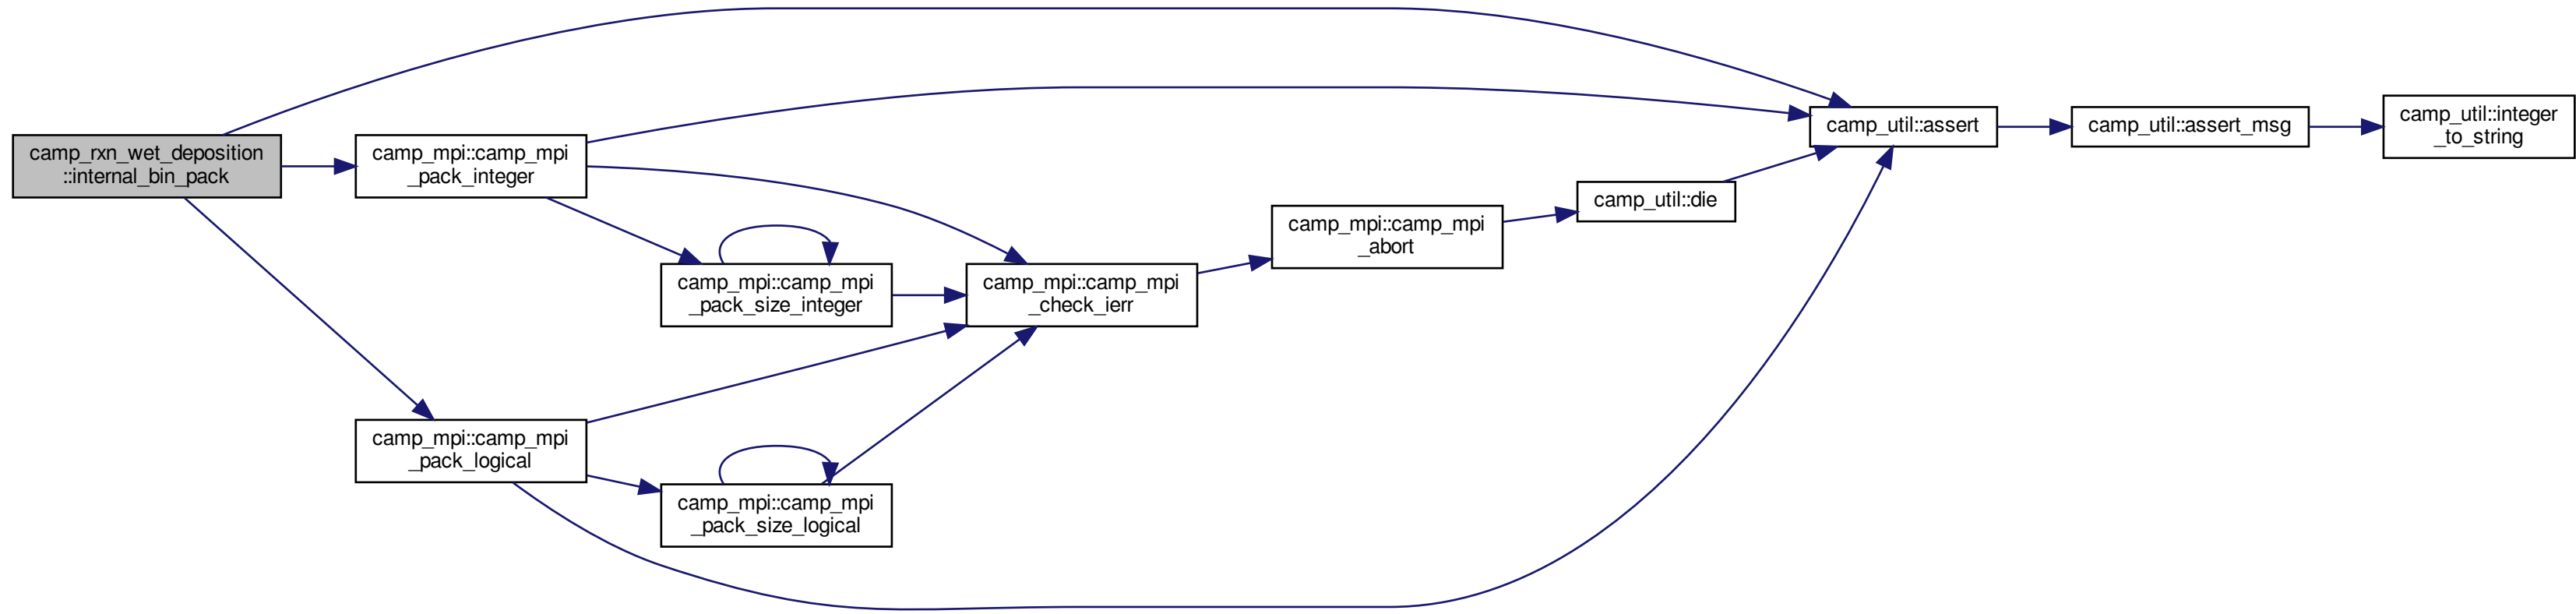 camp_rxn_wet_deposition
::internal_bin_pack
camp_mpi::camp_mpi
_pack_integer
camp_mpi::camp_mpi
_pack_size_integer
camp_mpi::camp_mpi
_check_ierr
camp_mpi::camp_mpi
_abort
camp_util::die
camp_util::assert
camp_util::assert_msg
camp_util::integer
_to_string
camp_mpi::camp_mpi
_pack_logical
camp_mpi::camp_mpi
_pack_size_logical